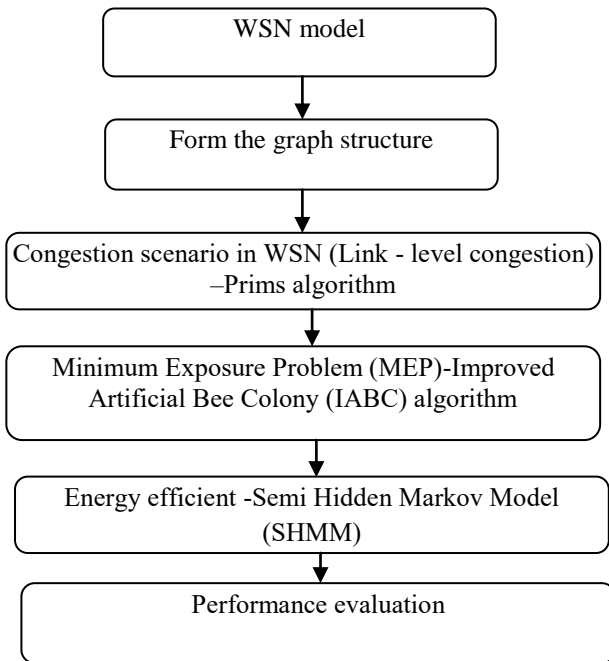 WSN model
Form the graph structure
Congestion scenario in WSN (Link - level congestion)
–Prims algorithm
Minimum Exposure Problem (MEP)-Improved
Artificial Bee Colony (IABC) algorithm
Energy efficient -Semi Hidden Markov Model
(SHMM)
Performance evaluation